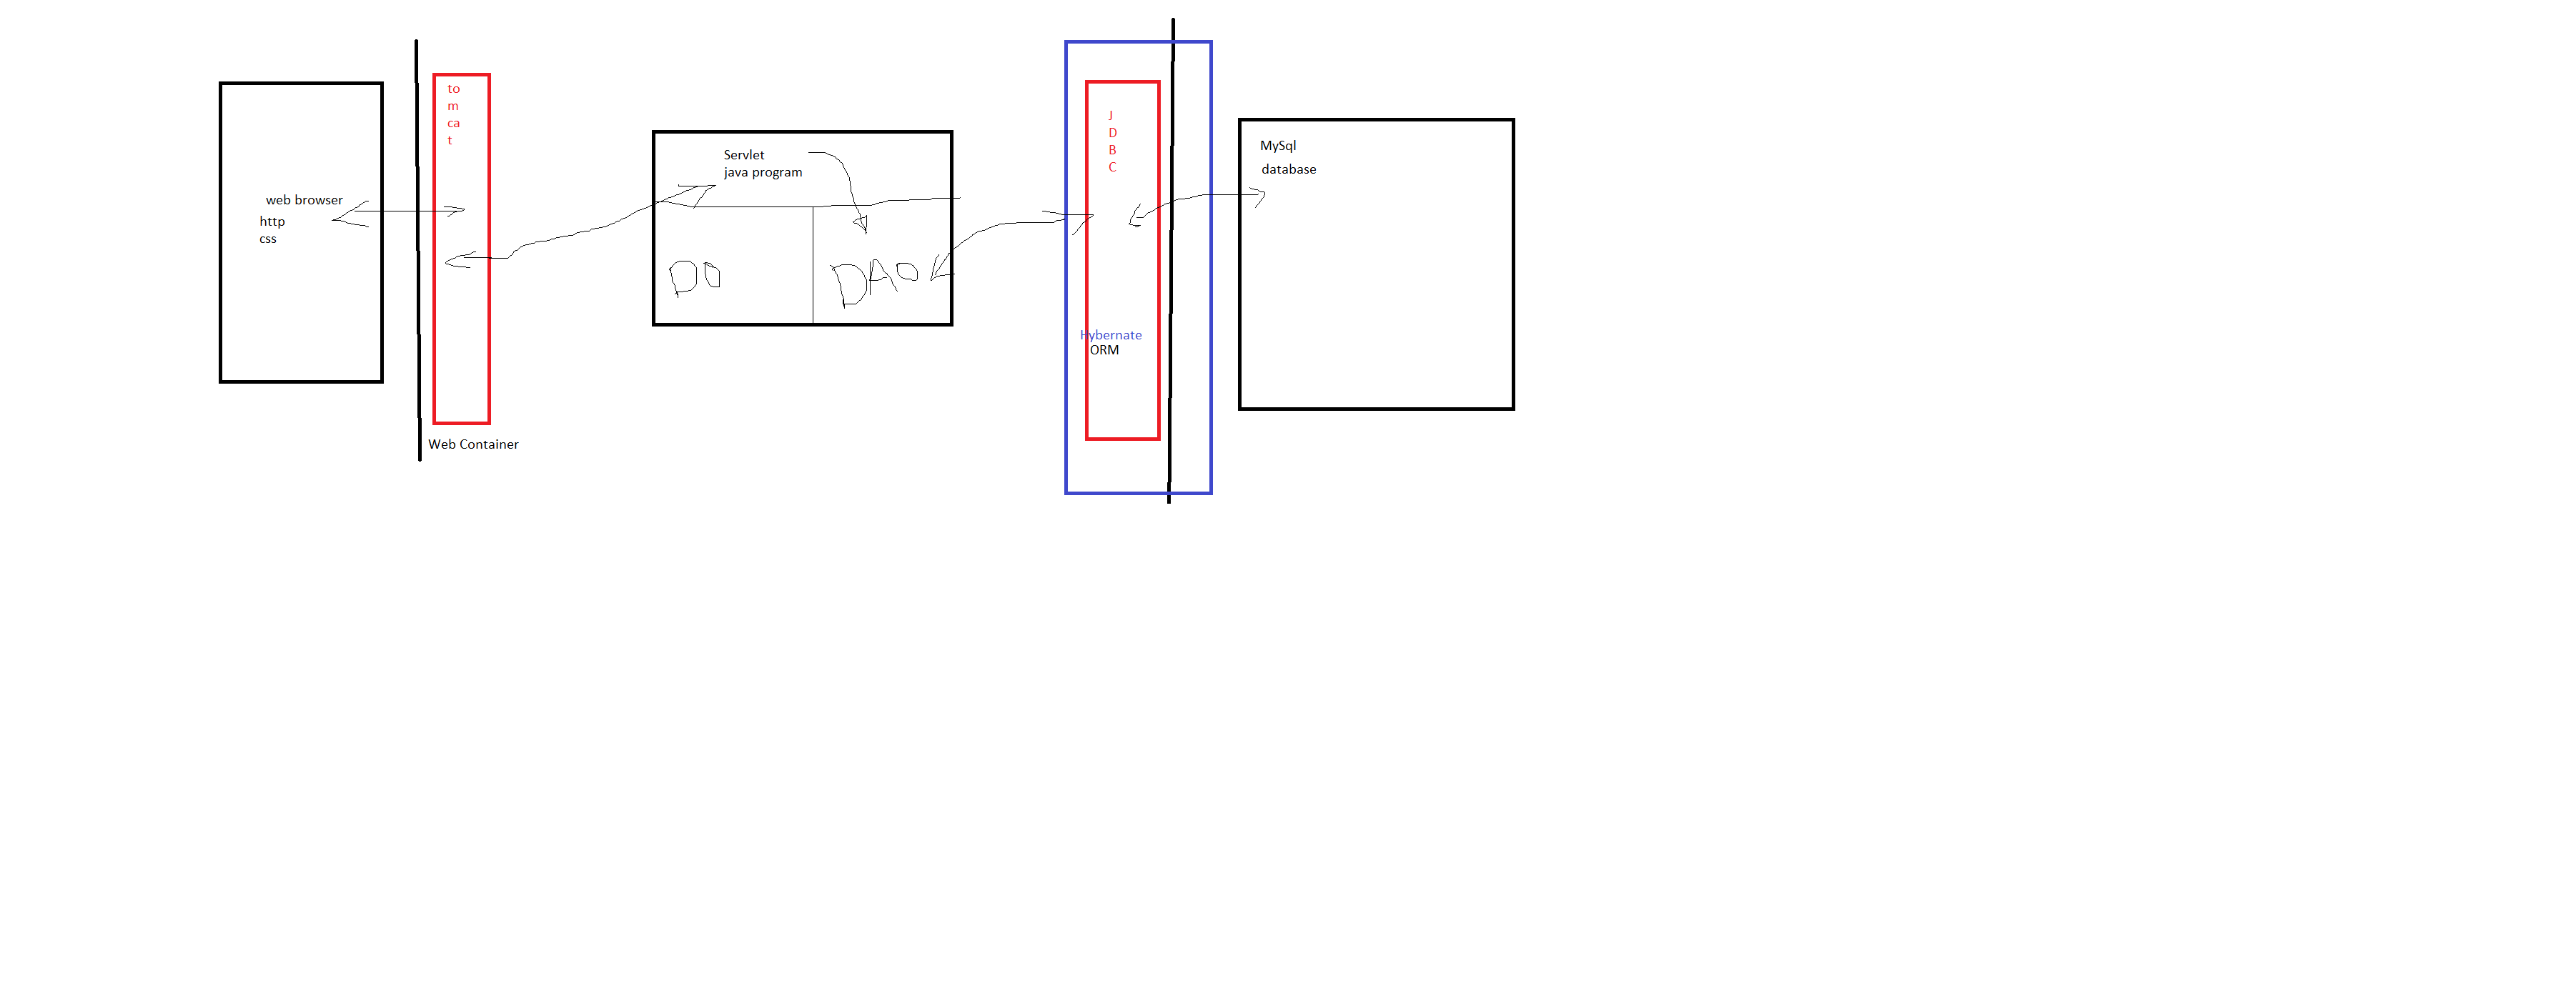 to
m
ca
t
web browser
http
css
Web Container
Servlet
java program
DO
DAO
J
D
B
C
Hybernate
ORM
MySql
database